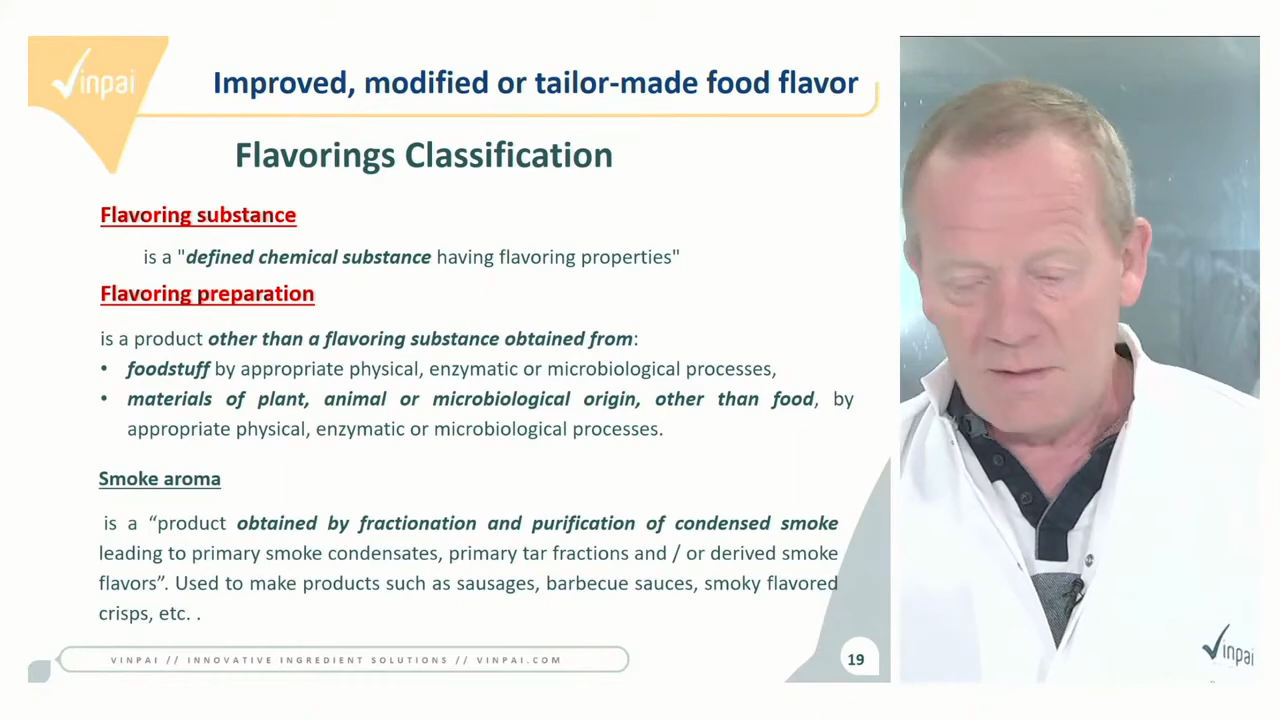 Vinpai
Improved, modified or tailor-made food flavor
Flavorings Classification
Flavoring substance
is a "defined chemical substance having flavoring properties"
Flavoring preparation
is a product other than a flavoring substance obtained from:
• foodstuff by appropriate physical, enzymatic or microbiological processes,
• materials of plant, animal or microbiological origin, other than food, by
appropriate physical, enzymatic or microbiological processes.
Smoke aroma
is a “product obtained by fractionation and purification of condensed smoke
leading to primary smoke condensates, primary tar fractions and / or derived smoke
flavors”. Used to make products such as sausages, barbecue sauces, smoky flavored
crisps, etc. .
VINPAI // INNOVATIVE INGREDIENT SOLUTIONS // VINPAI.COM
19
Vinpai